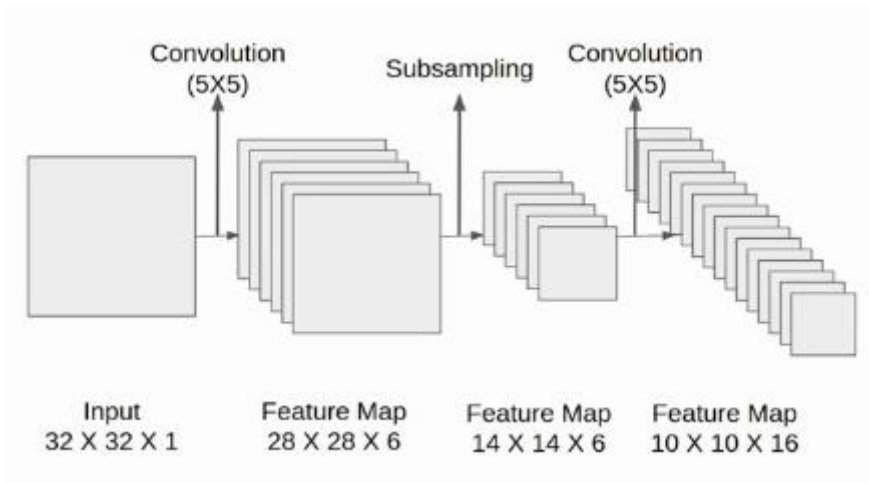 Convolution
(5X5)
Subsampling
Convolution
(5X5)
Input
32 X 32 X 1
Feature Map
28 X 28 X 6
Feature Map
14 X 14 X 6
Feature Map
10 X 10 X 16